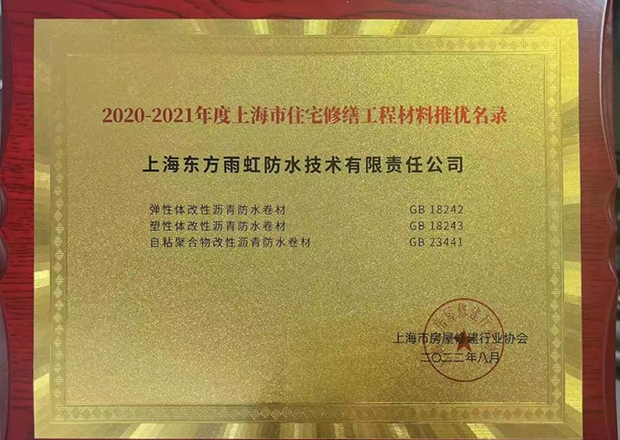 2020-2021年度上海市住宅修缮工程材料推优名录
上海东方雨虹防水技术有限责任公司
弹性体改性沥青防水卷材 GB 18242
塑性体改性沥青防水卷材 GB 18243
自粘聚合物改性沥青防水卷材 GB 23441
上海市房屋修建行业协会
二〇二二年八月